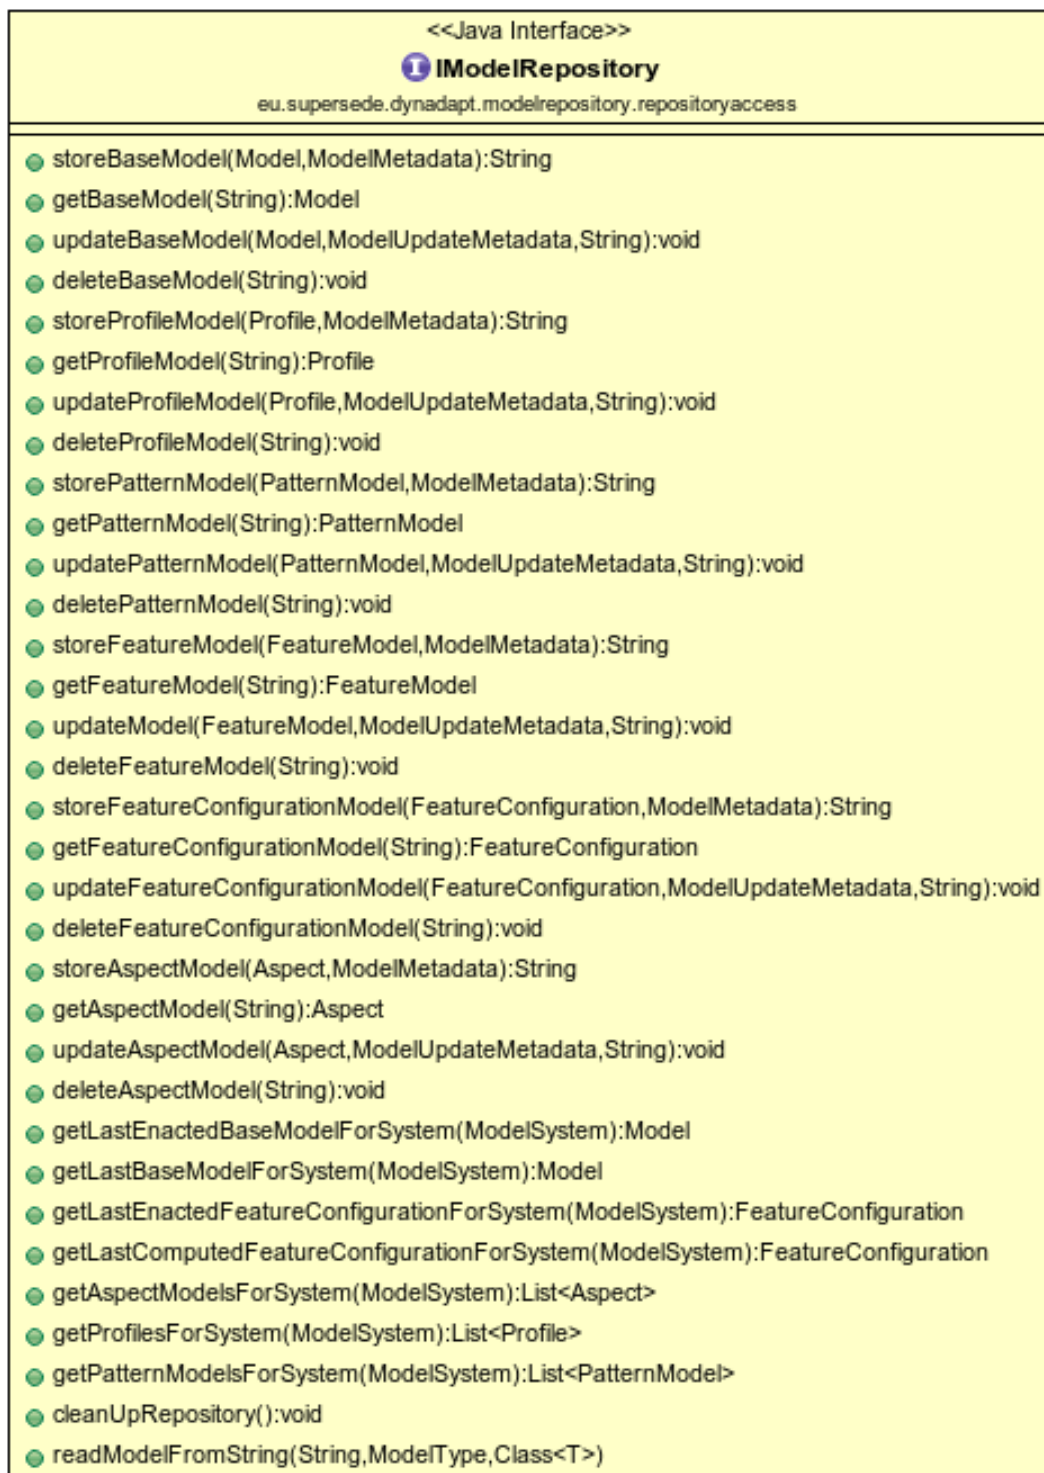 <<Java Interface>>
I IModelRepository
eu.supersede.dynadapt.modelrepository.repositoryaccess
storeBaseModel(Model,ModelMetadata):String
getBaseModel(String):Model
updateBaseModel(Model,ModelUpdateMetadata,String):void
deleteBaseModel(String):void
storeProfileModel(Profile,ModelMetadata):String
getProfileModel(String):Profile
updateProfileModel(Profile,ModelUpdateMetadata,String):void
deleteProfileModel(String):void
storePatternModel(PatternModel,ModelMetadata):String
getPatternModel(String):PatternModel
updatePatternModel(PatternModel,ModelUpdateMetadata,String):void
deletePatternModel(String):void
storeFeatureModel(FeatureModel,ModelMetadata):String
getFeatureModel(String):FeatureModel
updateModel(FeatureModel,ModelUpdateMetadata,String):void
deleteFeatureModel(String):void
storeFeatureConfigurationModel(FeatureConfiguration,ModelMetadata):String
getFeatureConfigurationModel(String):FeatureConfiguration
updateFeatureConfigurationModel(FeatureConfiguration,ModelUpdateMetadata,String):void
deleteFeatureConfigurationModel(String):void
storeAspectModel(Aspect,ModelMetadata):String
getAspectModel(String):Aspect
updateAspectModel(Aspect,ModelUpdateMetadata,String):void
deleteAspectModel(String):void
getLastEnactedBaseModelForSystem(ModelSystem):Model
getLastBaseModelForSystem(ModelSystem):Model
getLastEnactedFeatureConfigurationForSystem(ModelSystem):FeatureConfiguration
getLastComputedFeatureConfigurationForSystem(ModelSystem):FeatureConfiguration
getAspectModelsForSystem(ModelSystem):List<Aspect>
getProfilesForSystem(ModelSystem):List<Profile>
getPatternModelsForSystem(ModelSystem):List<PatternModel>
cleanUpRepository():void
readModelFromString(String,ModelType,Class<T>)